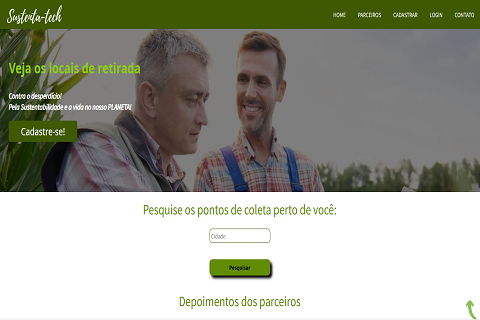 Sustenta-tech
HOME PARCEIROS CADASTRAR LOGIN CONTATO
Veja os locais de retirada
Contra o desperdício!
Pela Sustentabilidade e a vida no nosso PLANETA!
Cadastre-se!
Pesquise os pontos de coleta perto de você:
Cidade
Pesquisar
Depoimentos dos parceiros